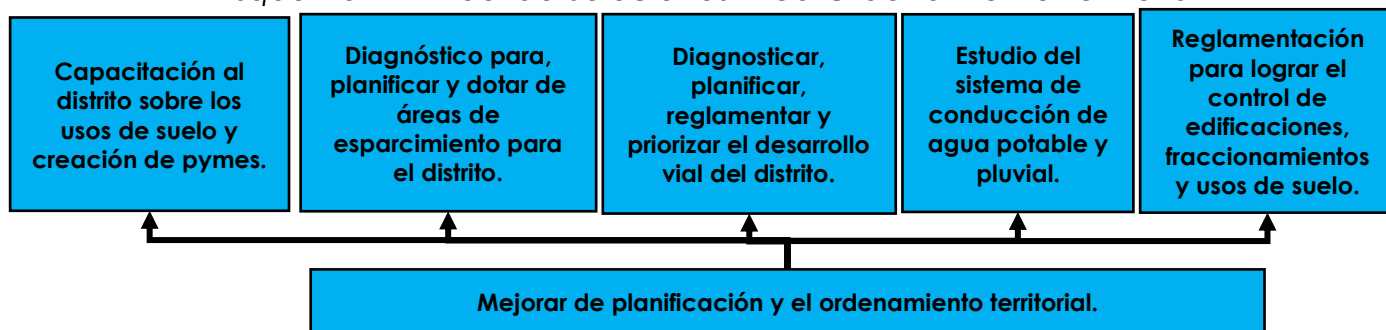 Capacitación al
distrito sobre los
usos de suelo y
creación de pymes.
Diagnóstico para,
planificar y dotar de
áreas de
esparcimiento para
el distrito.
Diagnosticar,
planificar,
reglamentar y
priorizar el desarrollo
vial del distrito.
Estudio del
sistema de
conducción de
agua potable y
pluvial.
Reglamentación
para lograr el
control de
edificaciones,
fraccionamientos
y usos de suelo.
Mejorar de planificación y el ordenamiento territorial.